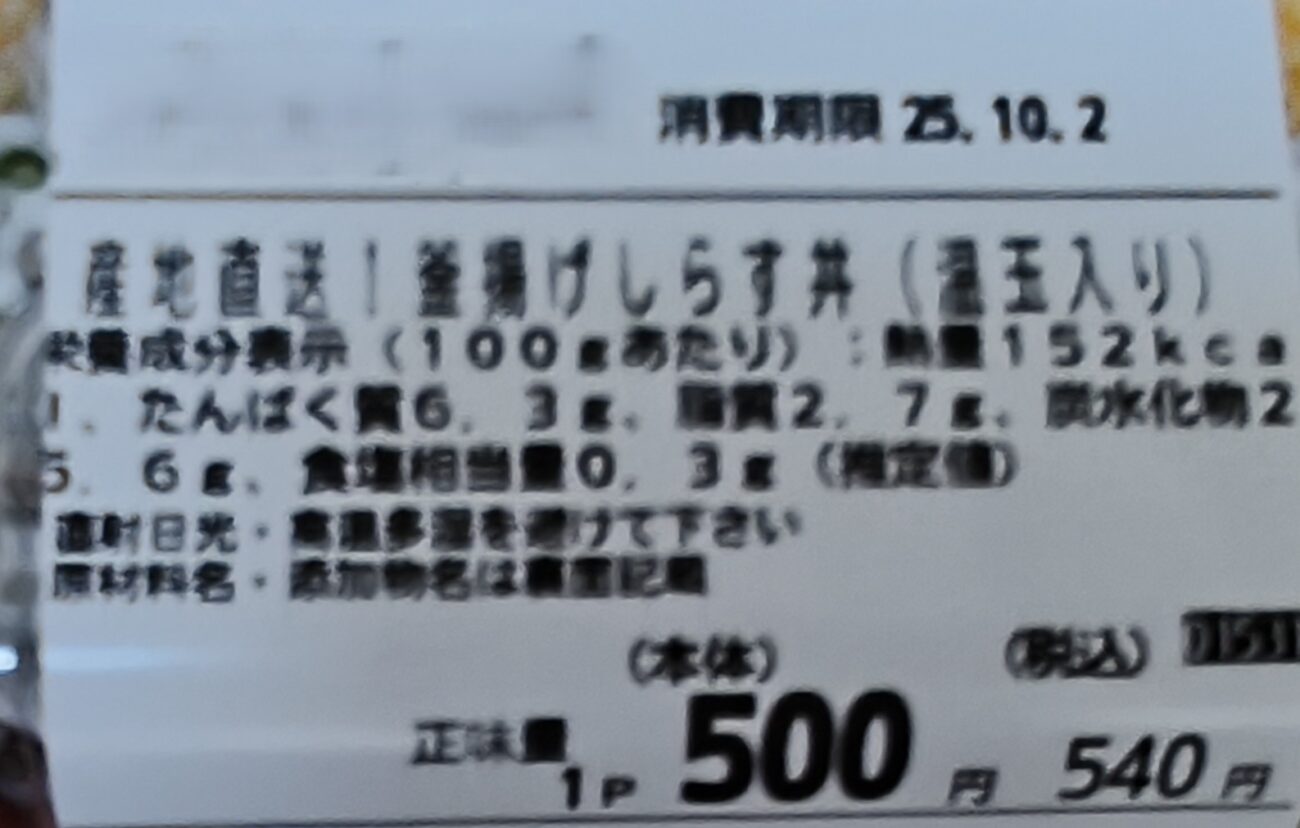 消費期限 25.10.2
産地直送！釜揚げしらす丼（温玉入り）
栄養成分表示（100gあたり）：熱量152kca
l、たんぱく質6.3g、脂質2.7g、炭水化物2
5.6g、食塩相当量0.3g（推定値）
直射日光・高温多湿を避けて下さい
原材料名・添加物名は裏面記載
（本体）（税込）
正味量 1P 500円 540円